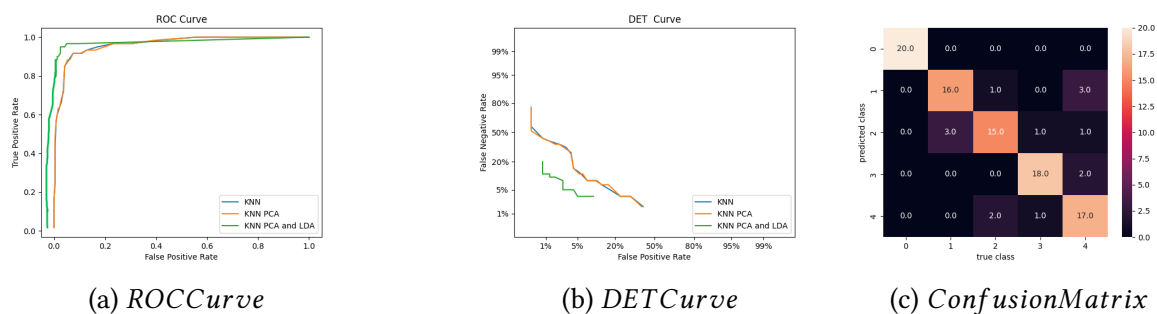 ROC Curve
1.0
0.8
0.6
0.4
0.2
0.0
True Positive Rate
0.0 0.2 0.4 0.6 0.8 1.0
False Positive Rate
KNN
KNN PCA
KNN PCA and LDA
(a) ROCCurve
DET Curve
99%
95%
80%
50%
20%
5%
1%
False Negative Rate
1% 5% 20% 50% 80% 95% 99%
False Positive Rate
KNN
KNN PCA
KNN PCA and LDA
(b) DETCurve
predicted class
0 20.0 0.0 0.0 0.0 0.0
1 0.0 16.0 1.0 0.0 3.0
2 0.0 3.0 15.0 1.0 1.0
3 0.0 0.0 0.0 18.0 2.0
4 0.0 0.0 2.0 1.0 17.0
0 1 2 3 4
true class
20.0
17.5
15.0
12.5
10.0
7.5
5.0
2.5
0.0
(c) ConfusionMatrix